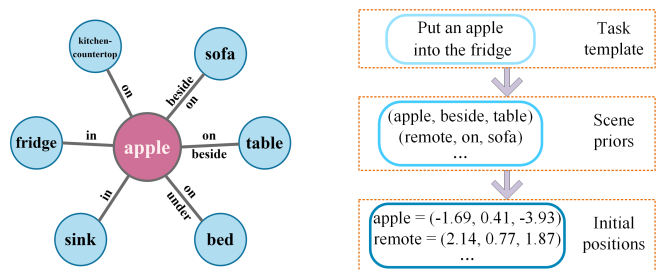 kitchen-
countertop
sofa
on
beside
on
fridge
in
apple
on
beside
table
in
on
under
sink
bed
Put an apple
into the fridge
Task
template
(apple, beside, table)
(remote, on, sofa)
...
Scene
priors
apple = (-1.69, 0.41, -3.93)
remote = (2.14, 0.77, 1.87)
...
Initial
positions